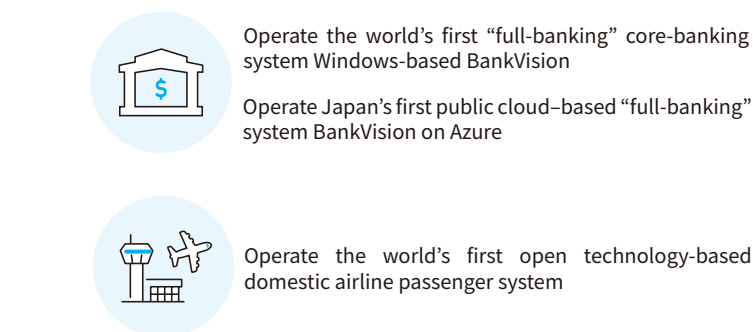 $
Operate the world’s first “full-banking” core-banking
system Windows-based BankVision
Operate Japan’s first public cloud–based “full-banking”
system BankVision on Azure
Operate the world’s first open technology-based
domestic airline passenger system